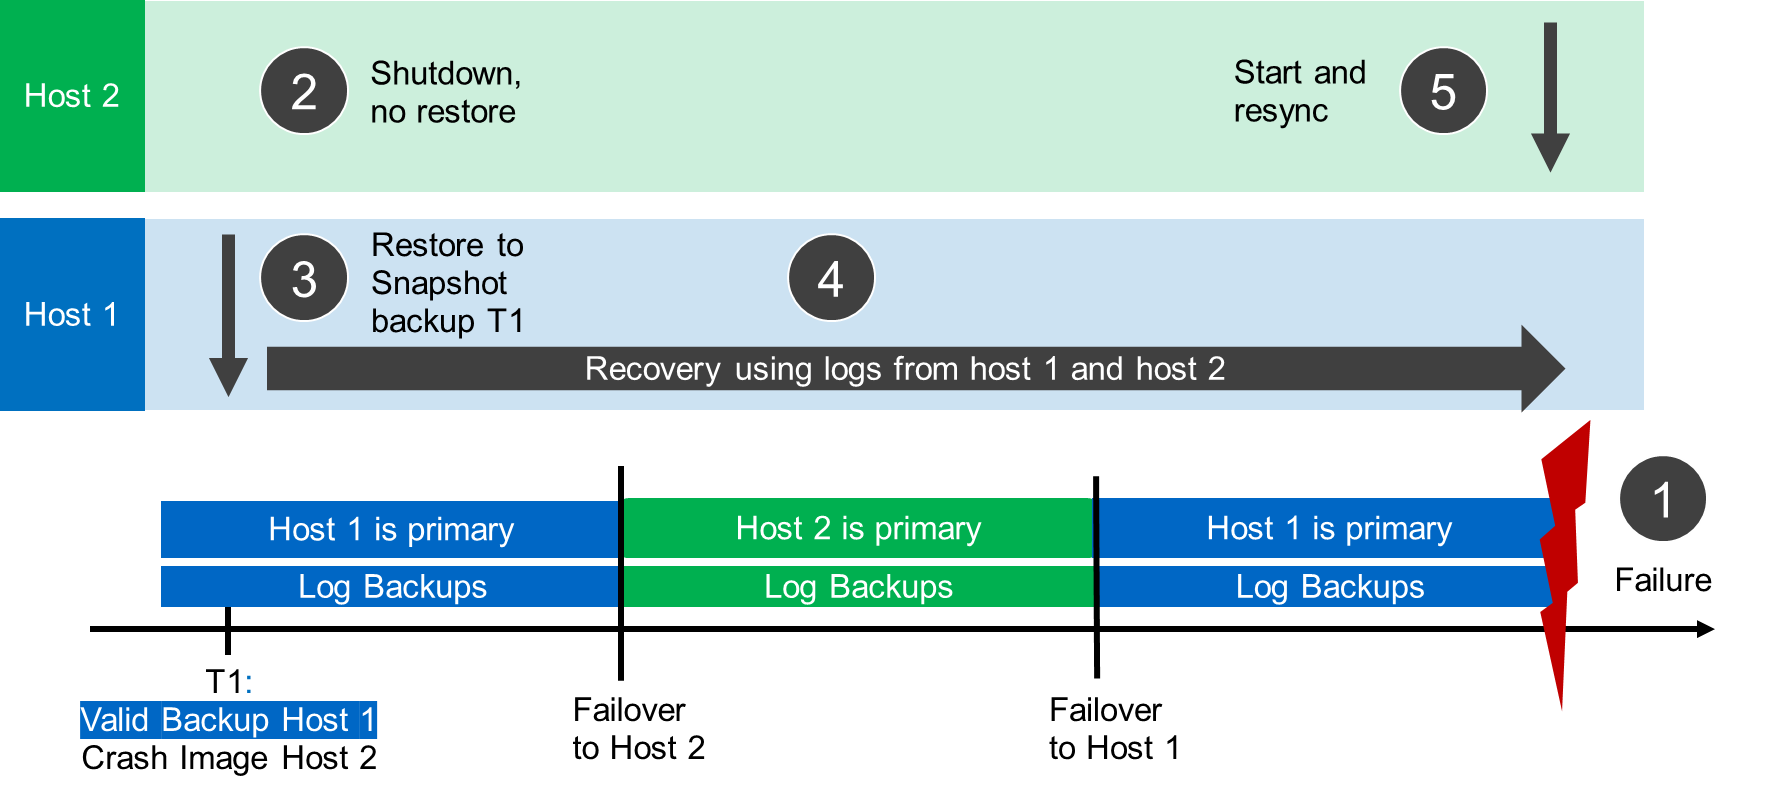 Host 2
2
Shutdown,
no restore
Start and
resync
5
Host 1
3
Restore to
Snapshot
backup T1
4
Recovery using logs from host 1 and host 2
1
Failure
Host 1 is primary
Host 2 is primary
Host 1 is primary
Log Backups
Log Backups
Log Backups
T1:
Valid Backup Host 1
Crash Image Host 2
Failover
to Host 2
Failover
to Host 1